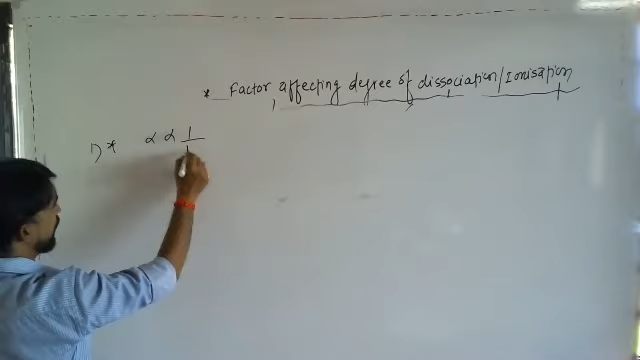 * Factor affecting degree of dissociation/Ionisation
1) * α ∝ 1